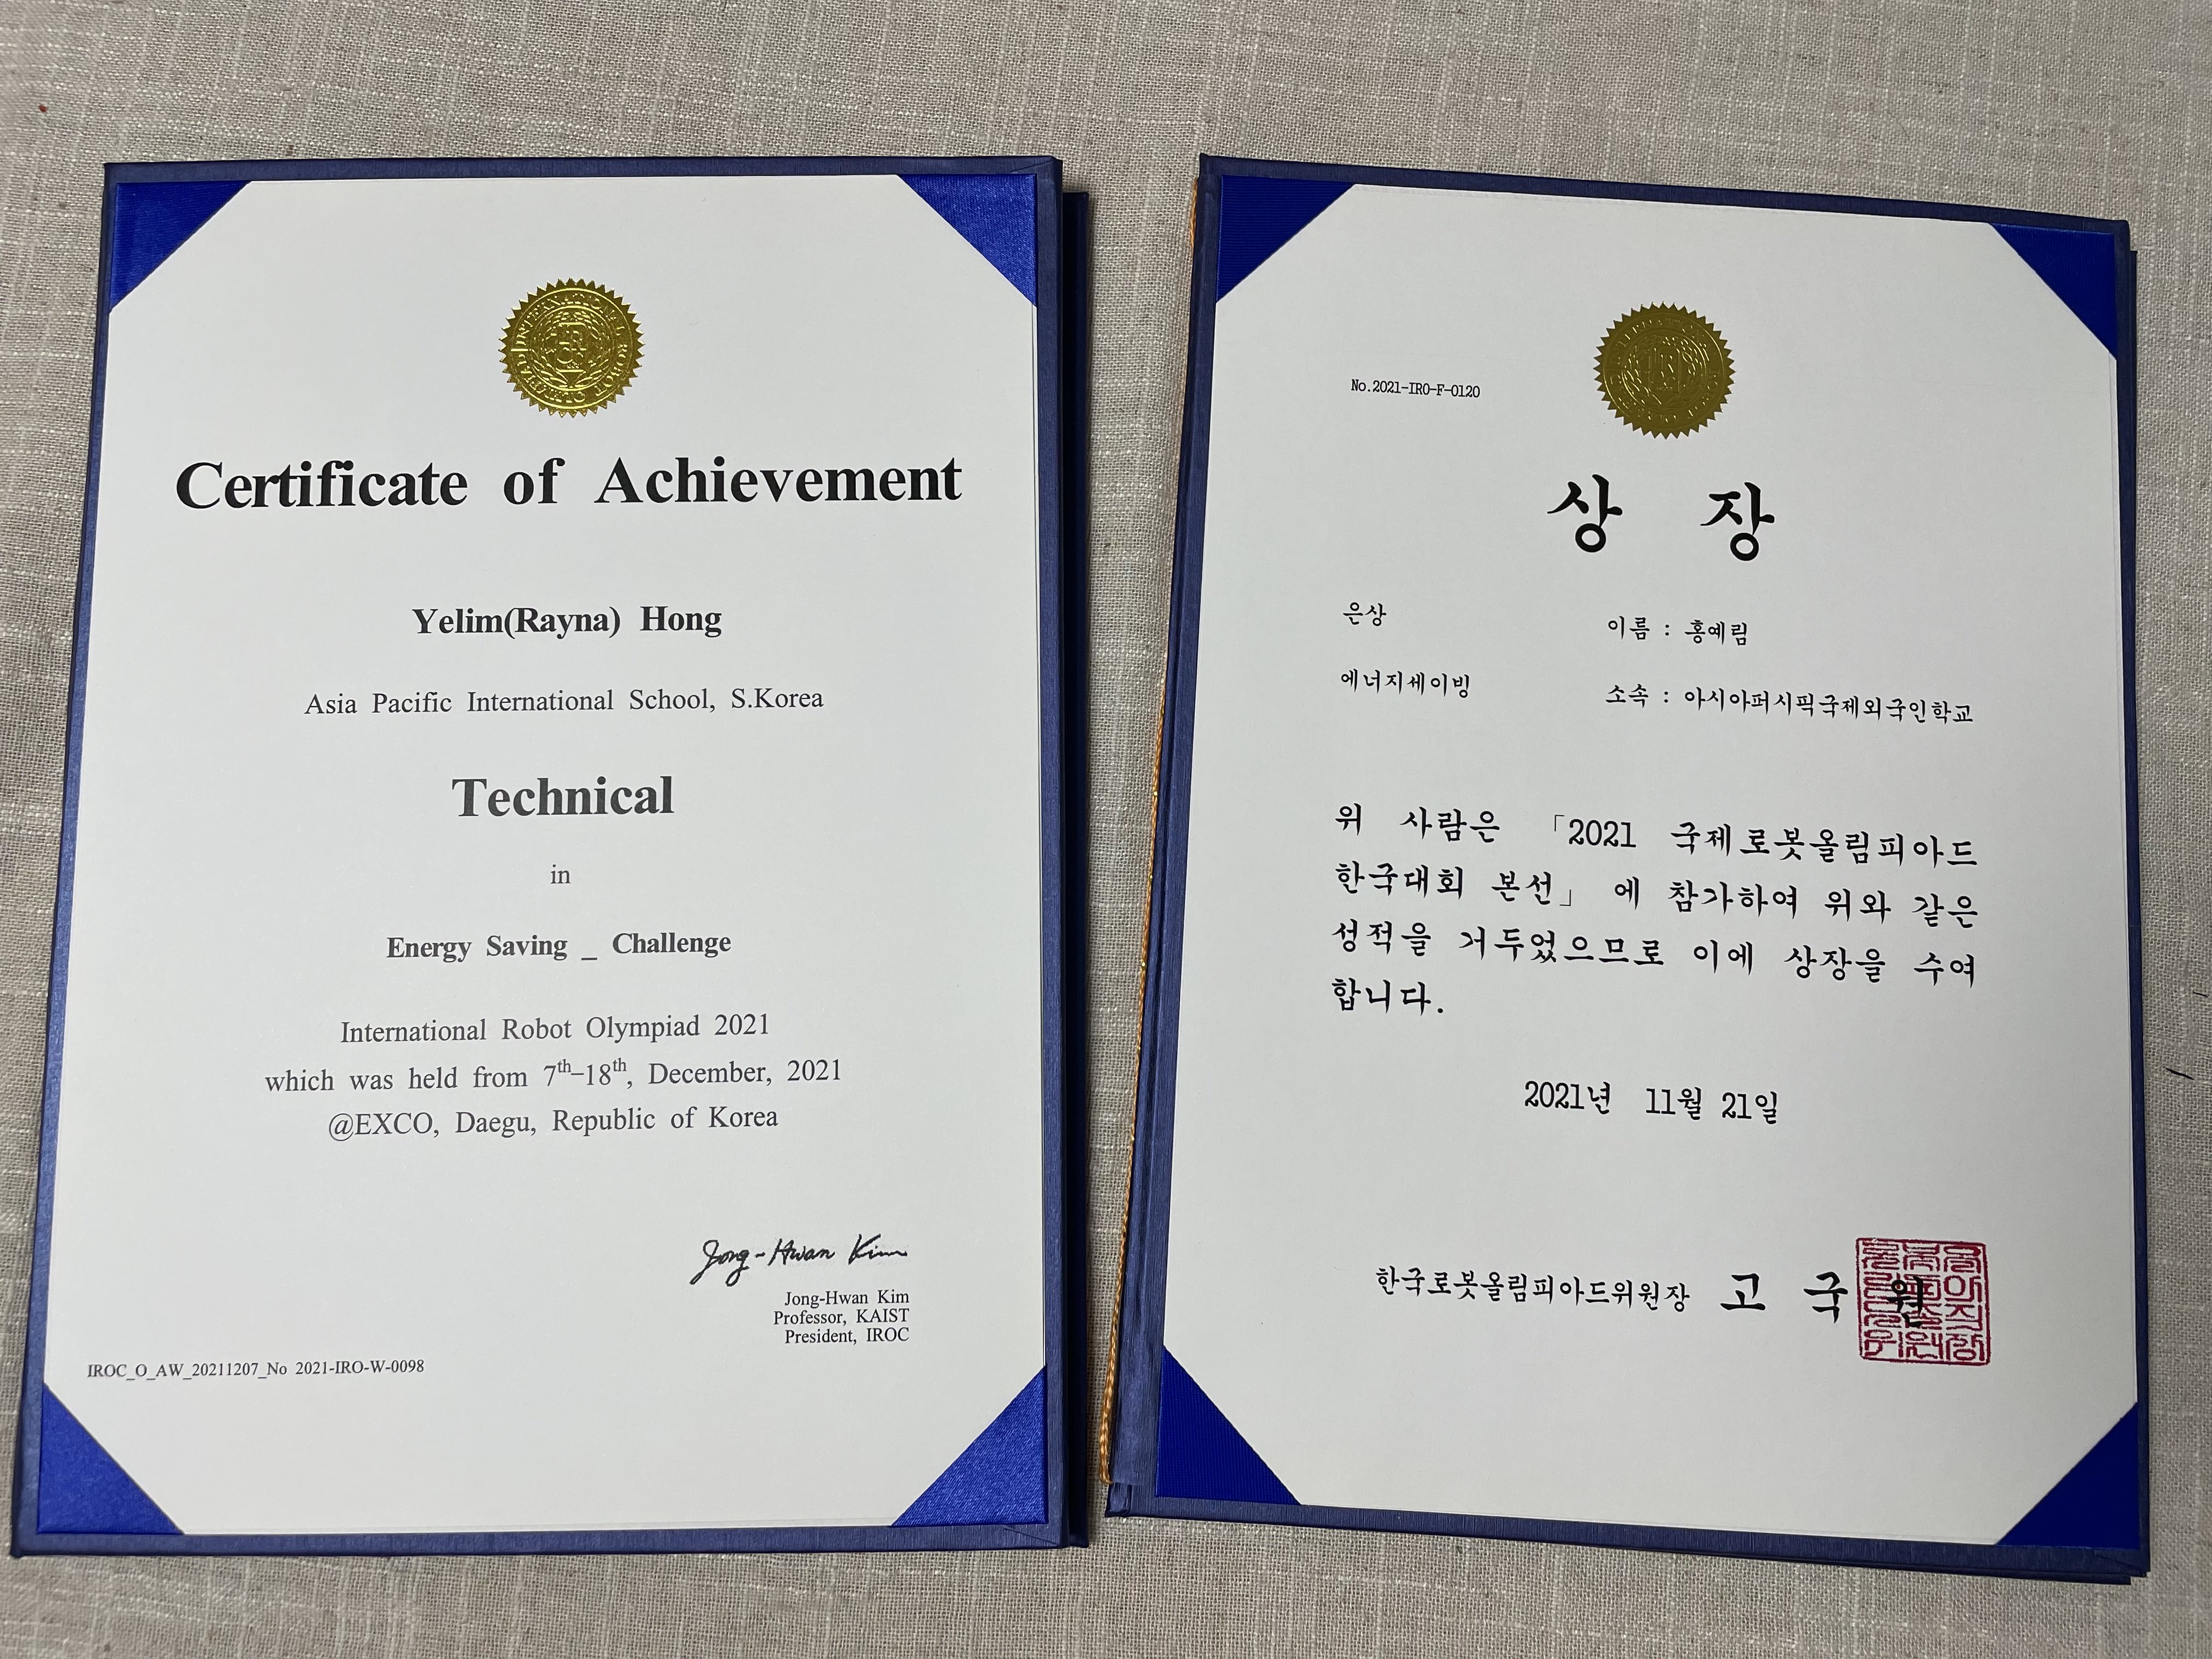 Certificate of Achievement
Yelim(Rayna) Hong
Asia Pacific International School, S.Korea
Technical
in
Energy Saving _ Challenge
International Robot Olympiad 2021
which was held from 7th–18th, December, 2021
@EXCO, Daegu, Republic of Korea
Jong-Hwan Kim
Jong-Hwan Kim
Professor, KAIST
President, IROC
IROC_O_AW_20211207_No 2021-IRO-W-0098
No.2021-IRO-F-0120
상 장
은상
이름 : 홍예림
에너지세이빙
소속 : 아시아퍼시픽국제외국인학교
위 사람은 「2021 국제로봇올림피아드
한국대회 본선」 에 참가하여 위와 같은
성적을 거두었으므로 이에 상장을 수여
합니다.
2021년 11월 21일
한국로봇올림피아드위원장 고 국 원